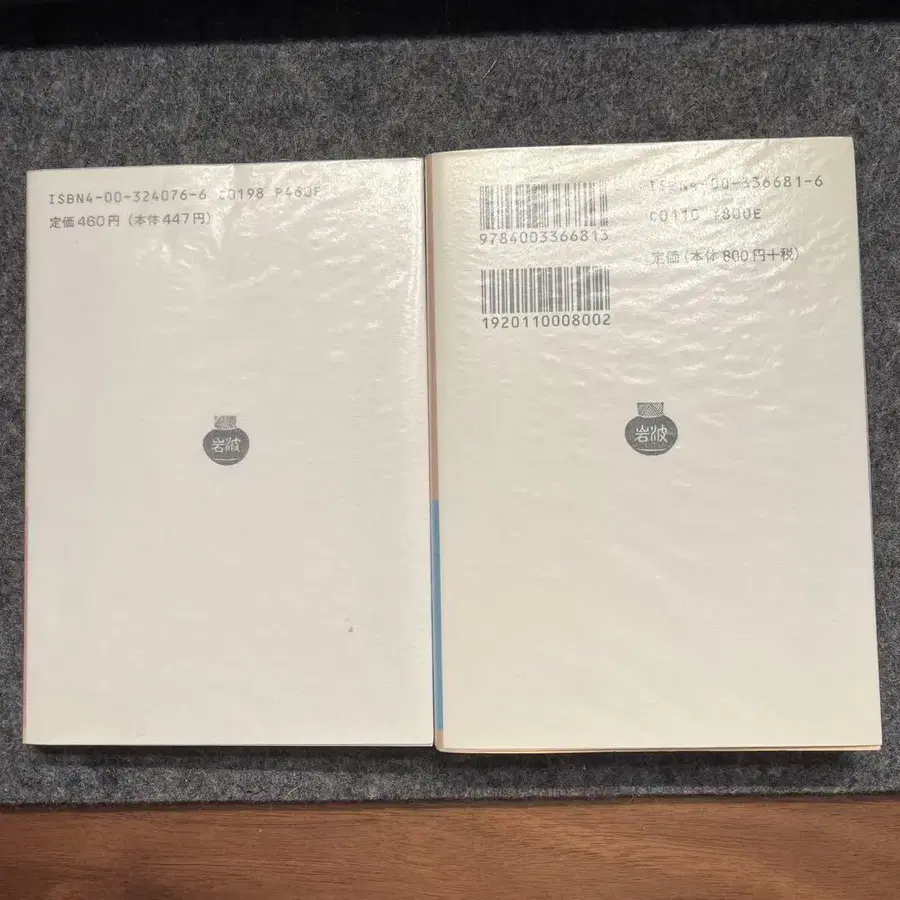 ISBN4-00-324076-6 C0198 P460E
定価460円(本体447円)
岩波
9784003366813
1920110008002
ISBN4-00-336681-6
C0110 ¥800E
定価(本体800円+税)
岩波